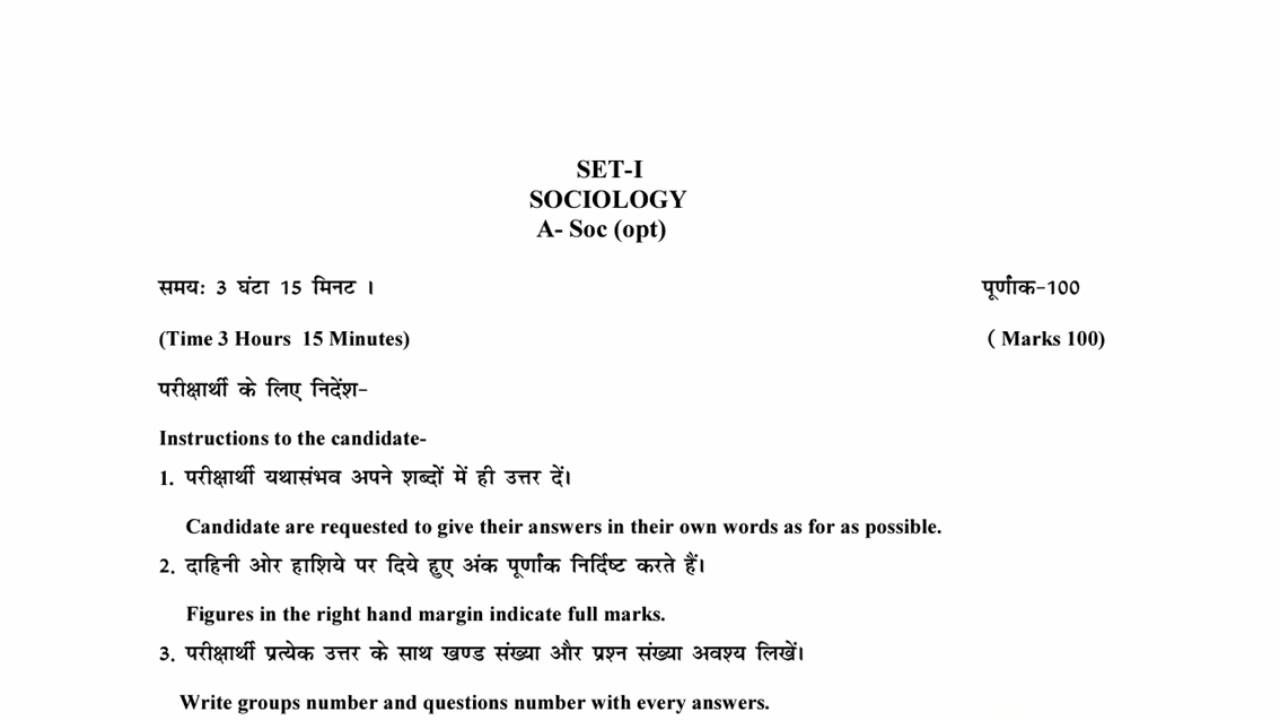 SET-I
SOCIOLOGY
A- Soc (opt)
समय: 3 घंटा 15 मिनट ।
पूर्णांक-100
(Time 3 Hours 15 Minutes)
( Marks 100)
परीक्षार्थी के लिए निर्देश-
Instructions to the candidate-
1. परीक्षार्थी यथासंभव अपने शब्दों में ही उत्तर दें।
Candidate are requested to give their answers in their own words as for as possible.
2. दाहिनी ओर हाशिये पर दिये हुए अंक पूर्णांक निर्दिष्ट करते हैं।
Figures in the right hand margin indicate full marks.
3. परीक्षार्थी प्रत्येक उत्तर के साथ खण्ड संख्या और प्रश्न संख्या अवश्य लिखें।
Write groups number and questions number with every answers.